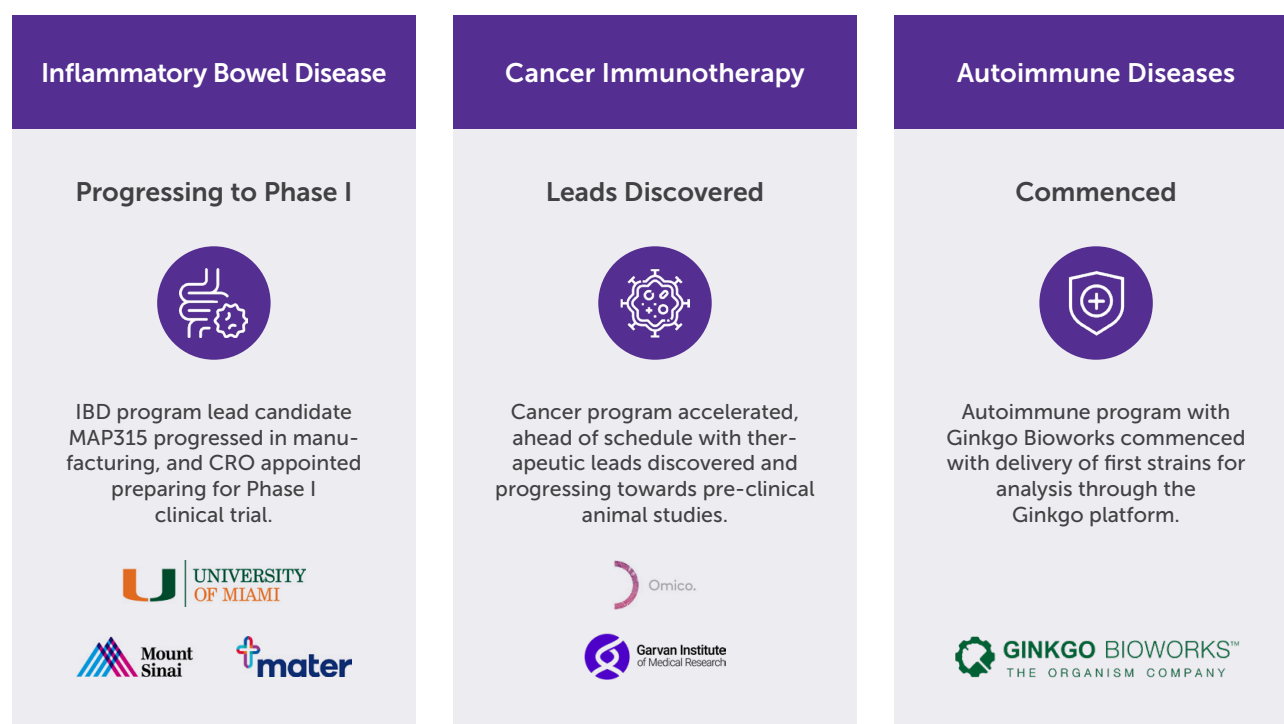 Inflammatory Bowel Disease
Progressing to Phase I
IBD program lead candidate
MAP315 progressed in manu-
facturing, and CRO appointed
preparing for Phase I
clinical trial.
UNIVERSITY
OF MIAMI
Mount
Sinai
mater
Cancer Immunotherapy
Leads Discovered
Cancer program accelerated,
ahead of schedule with ther-
apeutic leads discovered and
progressing towards pre-clinical
animal studies.
Omico.
Garvan Institute
of Medical Research
Autoimmune Diseases
Commenced
Autoimmune program with
Ginkgo Bioworks commenced
with delivery of first strains for
analysis through the
Ginkgo platform.
GINKGO BIOWORKS™
THE ORGANISM COMPANY